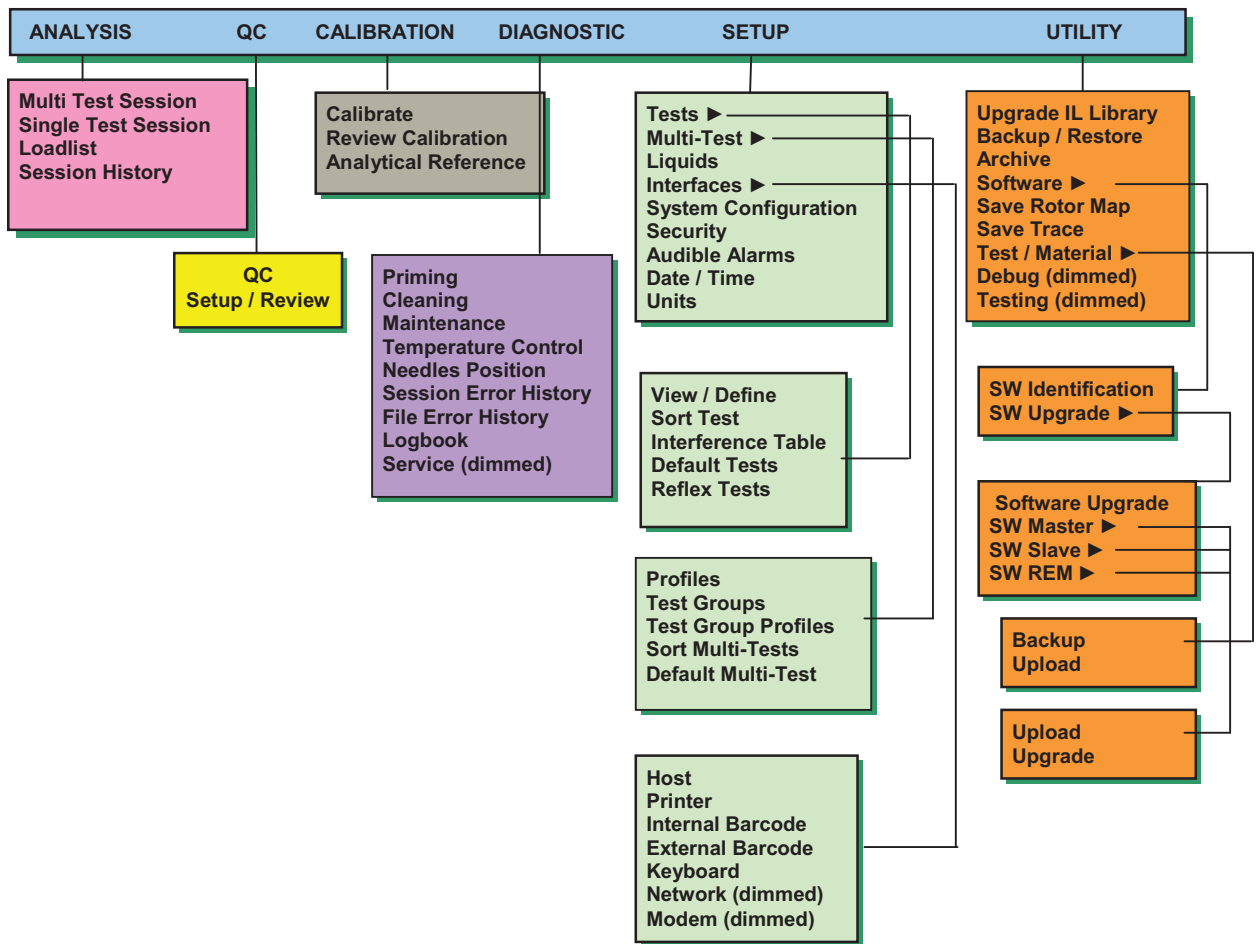 ANALYSIS QC CALIBRATION DIAGNOSTIC SETUP UTILITY
Multi Test Session
Single Test Session
Loadlist
Session History
QC
Setup / Review
Calibrate
Review Calibration
Analytical Reference
Priming
Cleaning
Maintenance
Temperature Control
Needles Position
Session Error History
File Error History
Logbook
Service (dimmed)
Tests ►
Multi-Test ►
Liquids
Interfaces ►
System Configuration
Security
Audible Alarms
Date / Time
Units
View / Define
Sort Test
Interference Table
Default Tests
Reflex Tests
Profiles
Test Groups
Test Group Profiles
Sort Multi-Tests
Default Multi-Test
Host
Printer
Internal Barcode
External Barcode
Keyboard
Network (dimmed)
Modem (dimmed)
Upgrade IL Library
Backup / Restore
Archive
Software ►
Save Rotor Map
Save Trace
Test / Material ►
Debug (dimmed)
Testing (dimmed)
SW Identification
SW Upgrade ►
Software Upgrade
SW Master ►
SW Slave ►
SW REM ►
Backup
Upload
Upload
Upgrade